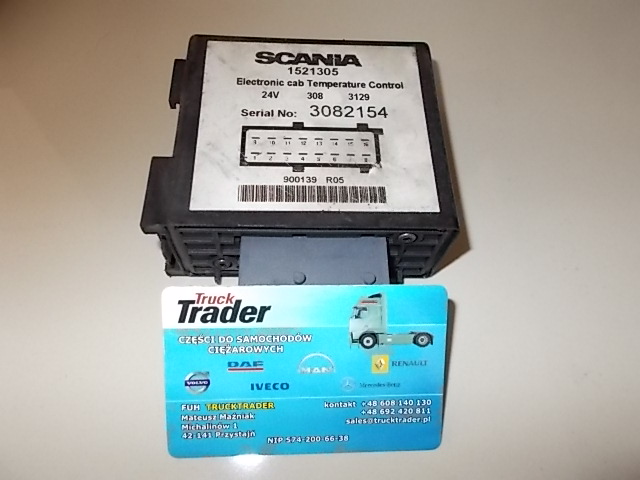 SCANIA
1521305
Electronic cab Temperature Control
24V 308 3129
Serial No: 3082154
9 10 11 12 13 14 15 16
1 2 3 4 5 6 7 8
900139 R05
Truck
Trader
CZĘŚCI DO SAMOCHODÓW
CIĘŻAROWYCH
DAF
MAN
RENAULT
VOLVO
IVECO
Mercedes-Benz
FUH TRUCKTRADER
Mateusz Maźniak
Michalinów 1
42-141 Przystajń
kontakt +48 608 140 130
+48 692 420 811
sales@trucktrader.pl
NIP 574-200-66-38